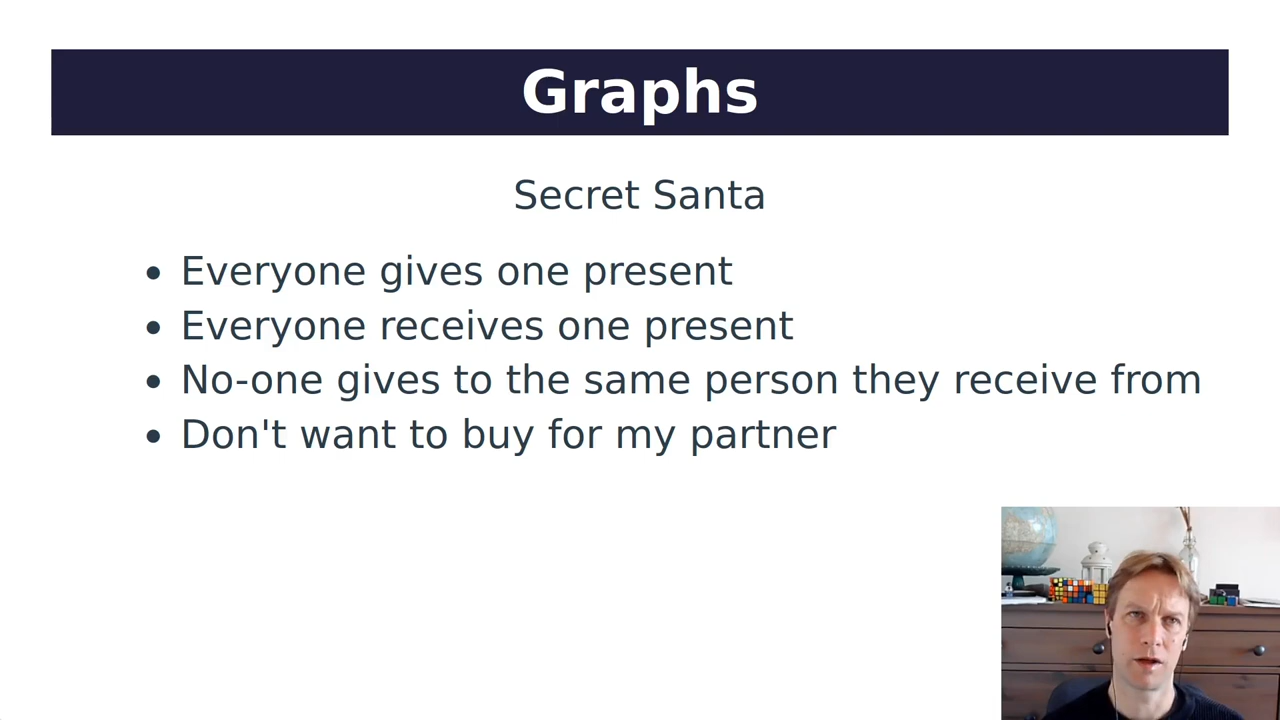 Graphs
Secret Santa
• Everyone gives one present
• Everyone receives one present
• No-one gives to the same person they receive from
• Don't want to buy for my partner